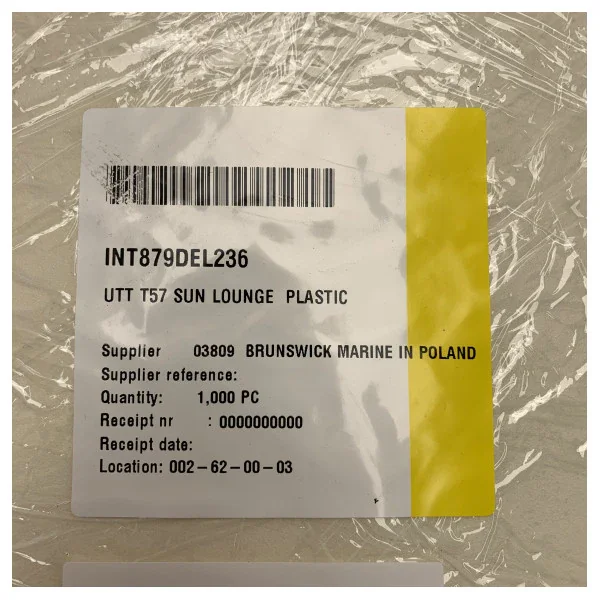 INT879DEL236
UTT T57 SUN LOUNGE PLASTIC
Supplier 03809 BRUNSWICK MARINE IN POLAND
Supplier reference:
Quantity: 1,000 PC
Receipt nr : 0000000000
Receipt date:
Location: 002-62-00-03